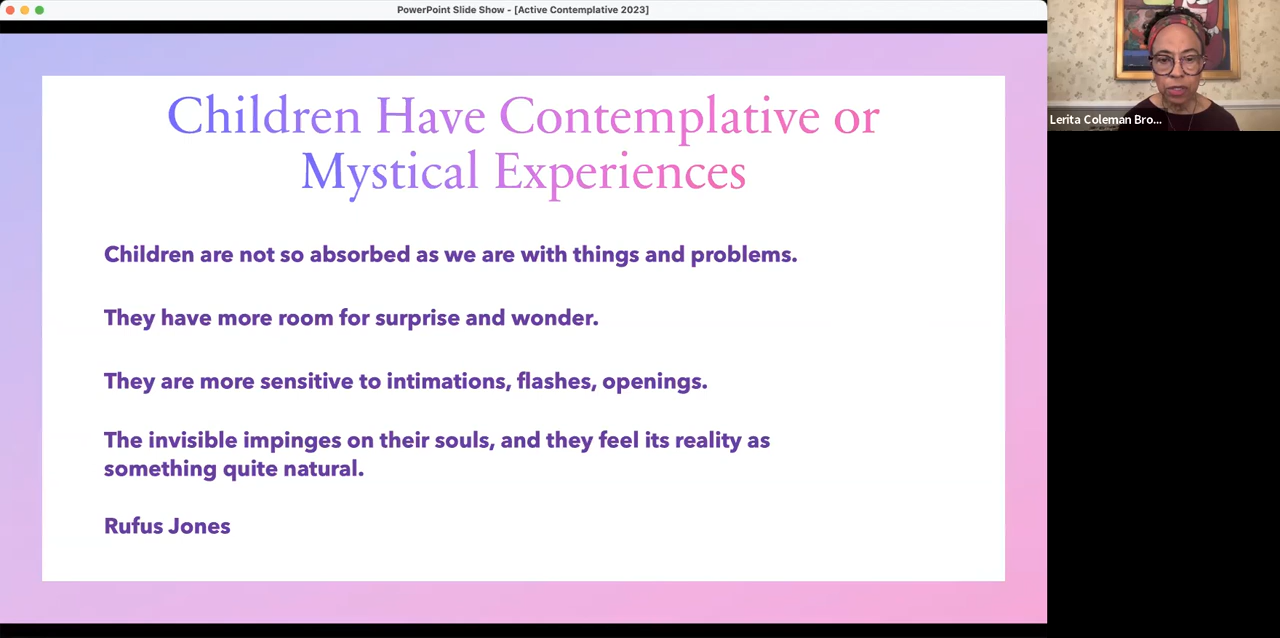 PowerPoint Slide Show - [Active Contemplative 2023]
Children Have Contemplative or
Mystical Experiences
Children are not so absorbed as we are with things and problems.
They have more room for surprise and wonder.
They are more sensitive to intimations, flashes, openings.
The invisible impinges on their souls, and they feel its reality as
something quite natural.
Rufus Jones
Lerita Coleman Bro...